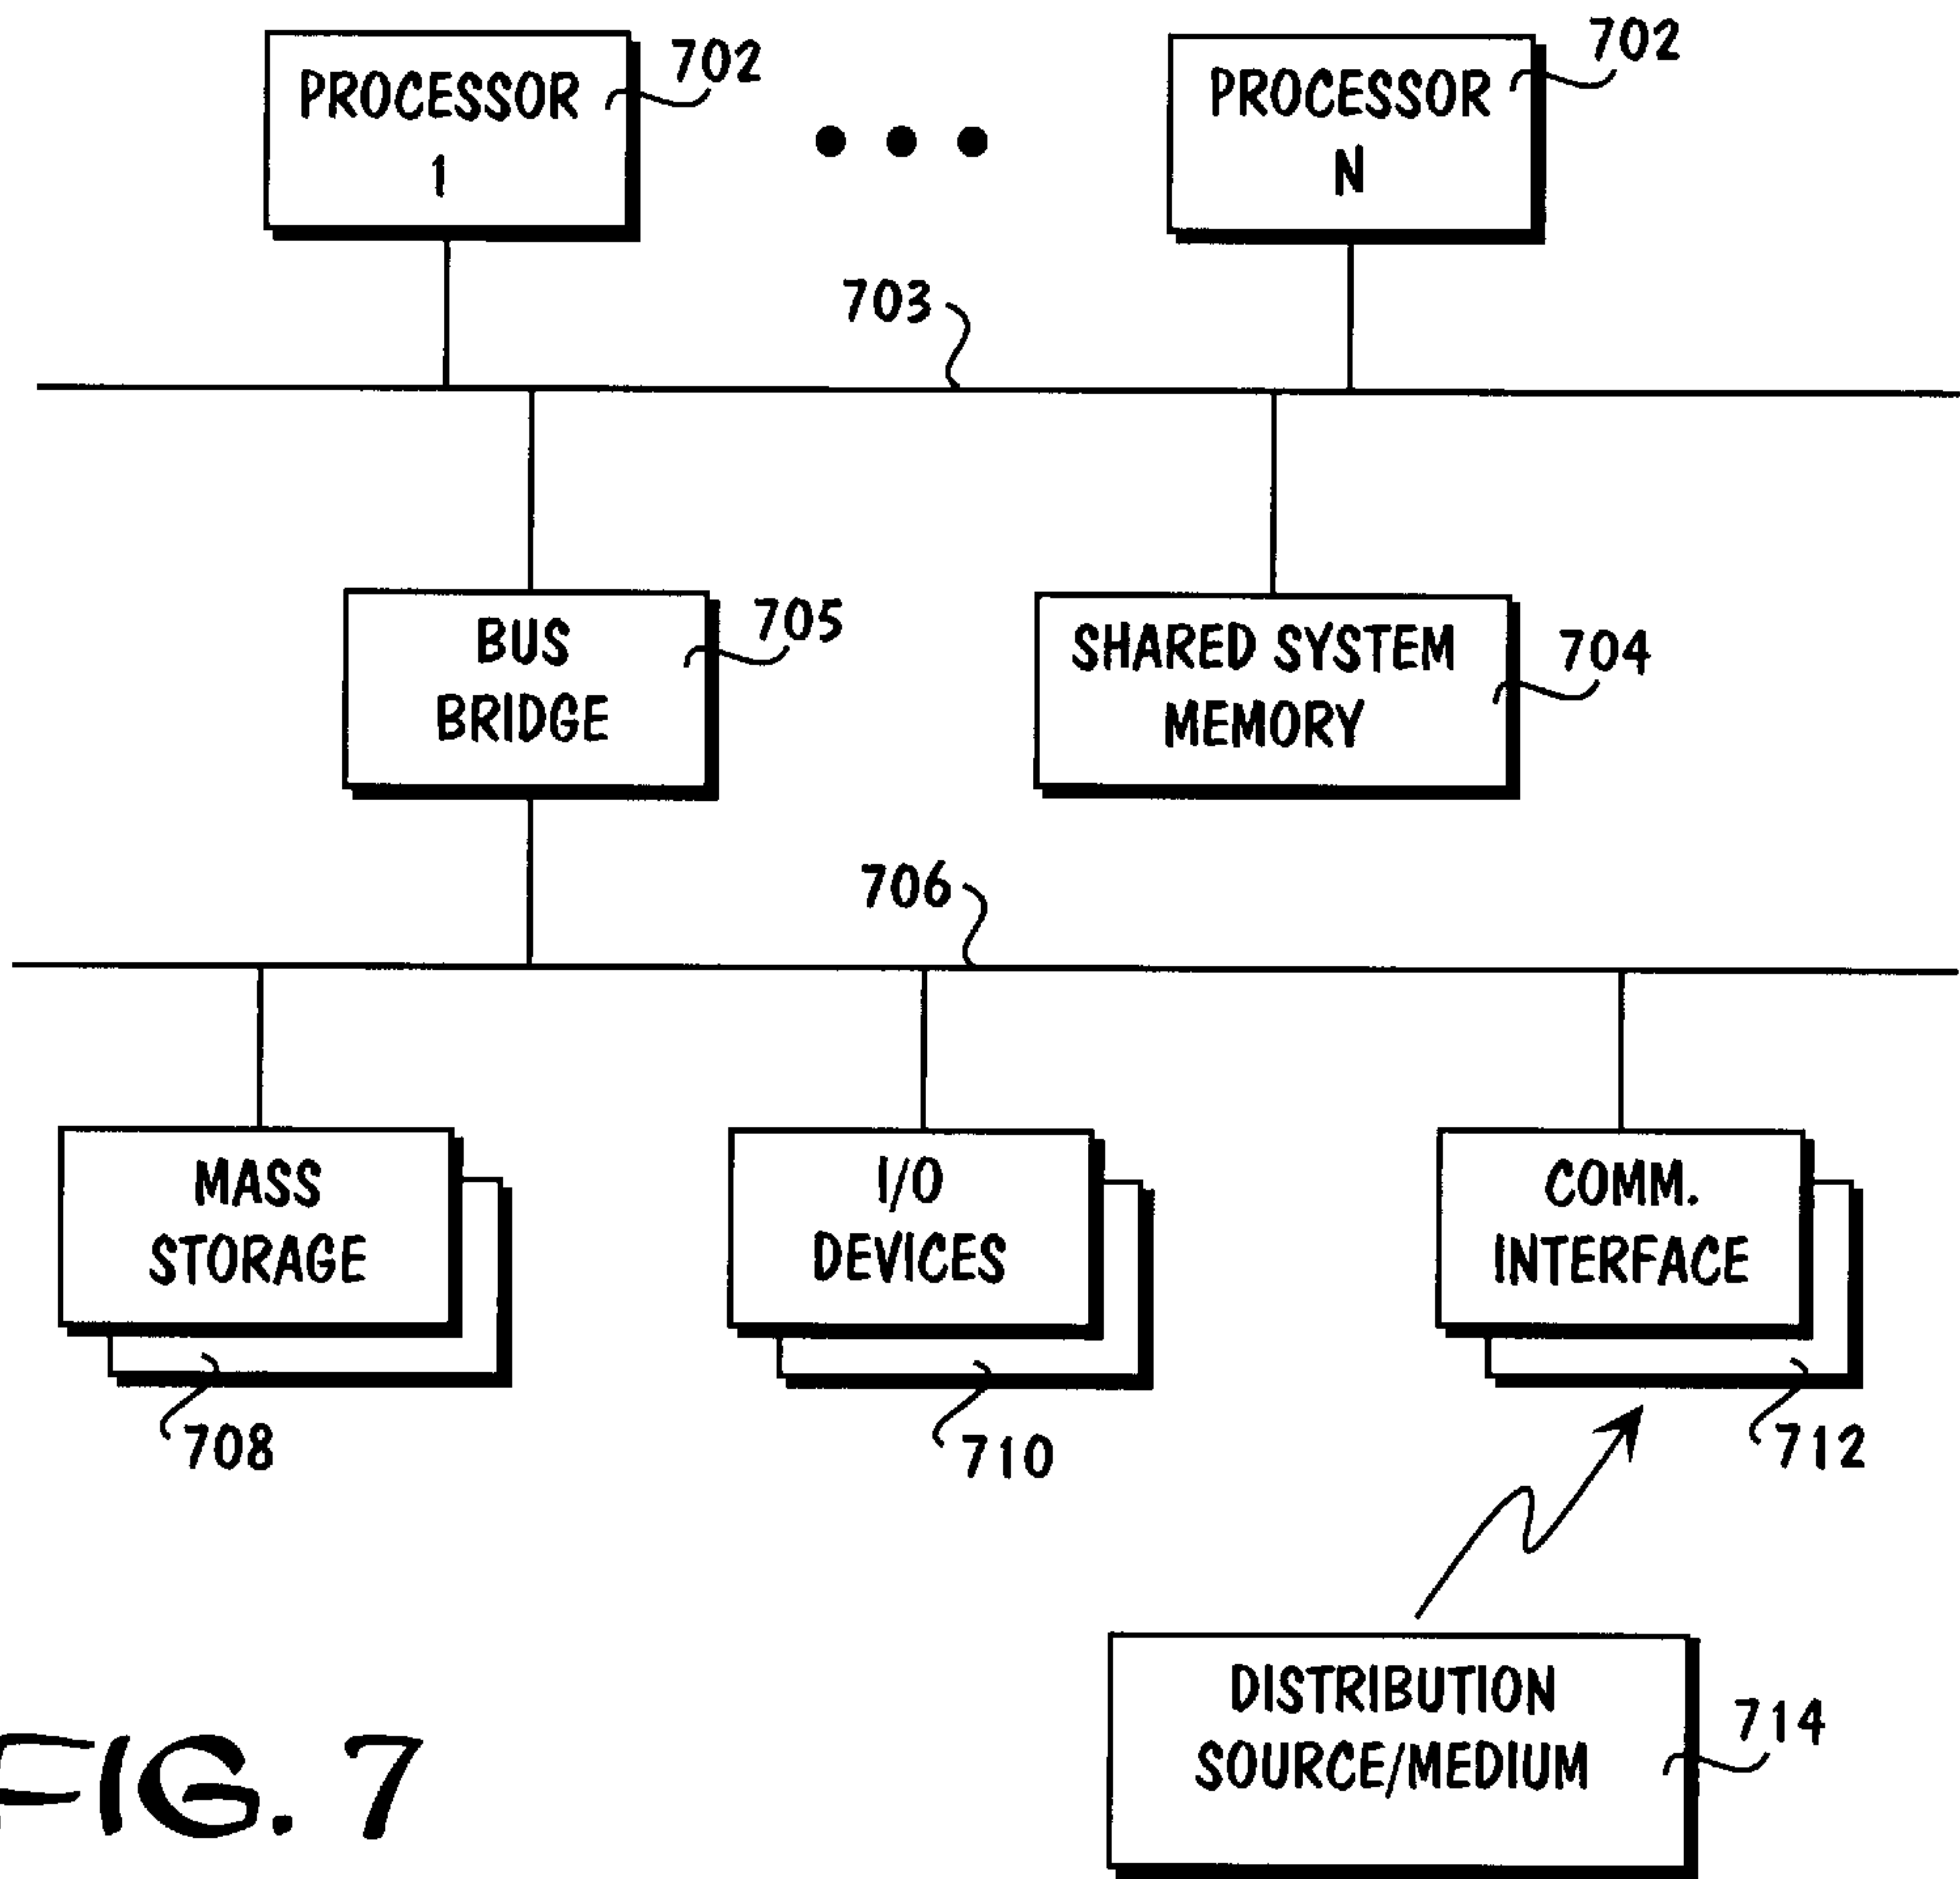 PROCESSOR
1
702
PROCESSOR
N
702
703
BUS
BRIDGE
705
SHARED SYSTEM
MEMORY
704
706
MASS
STORAGE
708
I/O
DEVICES
710
COMM.
INTERFACE
712
DISTRIBUTION
SOURCE/MEDIUM
714
FIG. 7